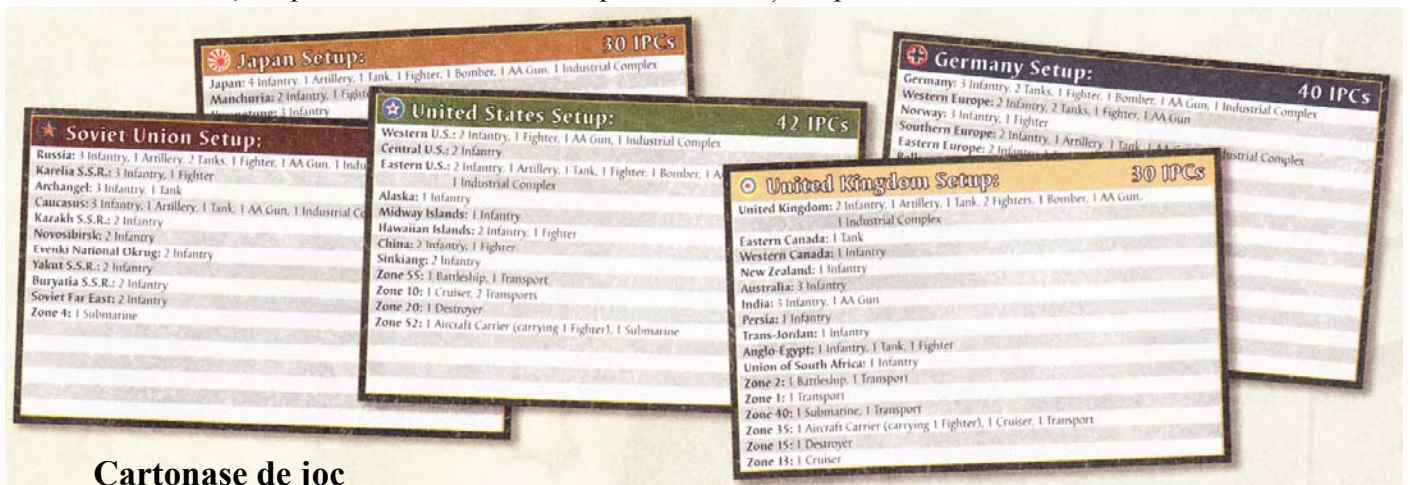 Japan Setup: 30 IPCs
Japan: 4 Infantry, 1 Artillery, 1 Tank, 1 Fighter, 1 Bomber, 1 AA Gun, 1 Industrial Complex
Manchuria: 2 Infantry, 1
3 Infantry
Germany Setup: 40 IPCs
Germany: 3 Infantry, 2 Tanks, 1 Fighter, 1 Bomber, 1 AA Gun, 1 Industrial Complex
Western Europe: 2 Infantry, 2 Tanks, 1 Fighter, 1 AA Gun
Norway: 3 Infantry, 1 Fighter
Southern Europe: 2 Infantry, 1 Artillery, 1 Industrial Complex
Eastern Europe: 2
Soviet Union Setup:
Russia: 3 Infantry, 1 Artillery, 2 Tanks, 1 Fighter, 1 AA Gun, 1
Karelia S.S.R.: 3 Infantry, 1 Fighter
Archangel: 3 Infantry, 1 Tank
Caucasus: 3 Infantry, 1 Artillery, 1 Tank, 1 AA Gun, 1 Industrial
Kazakh S.S.R.: 2 Infantry
Novosibirsk: 2 Infantry
Evenki National Okrug: 2 Infantry
Yakut S.S.R.: 2 Infantry
Buryatia S.S.R.: 2 Infantry
Soviet Far East: 2 Infantry
Zone 4: 1 Submarine
United States Setup: 42 IPCs
Western U.S.: 2 Infantry, 1 Fighter, 1 AA Gun, 1 Industrial Complex
Central U.S.: 2 Infantry
Eastern U.S.: 2 Infantry, 1 Artillery, 1 Tank, 1 Fighter, 1 Bomber, 1
1 Industrial Complex
Alaska: 1 Infantry
Midway Islands: 1 Infantry
Hawaiian Islands: 2 Infantry, 1 Fighter
China: 2 Infantry, 1 Fighter
Sinkiang: 2 Infantry
Zone 55: 1 Battleship, 1 Transport
Zone 10: 1 Cruiser, 2 Transports
Zone 20: 1 Destroyer
Zone 52: 1 Aircraft Carrier (carrying 1 Fighter), 1 Submarine
United Kingdom Setup: 30 IPCs
United Kingdom: 2 Infantry, 1 Artillery, 1 Tank, 2 Fighters, 1 Bomber, 1 AA Gun,
1 Industrial Complex
Eastern Canada: 1 Tank
Western Canada: 1 Infantry
New Zealand: 1 Infantry
Australia: 3 Infantry
India: 3 Infantry, 1 AA Gun
Persia: 1 Infantry
Trans-Jordan: 1 Infantry
Anglo-Egypt: 1 Infantry, 1 Tank, 1 Fighter
Union of South Africa: 1 Infantry
Zone 2: 1 Battleship, 1 Transport
Zone 1: 1 Transport
Zone 40: 1 Submarine, 1 Transport
Zone 35: 1 Aircraft Carrier (carrying 1 Fighter), 1 Cruiser, 1 Transport
Zone 15: 1 Destroyer
Zone 13: 1 Cruiser
Cartonase de joc